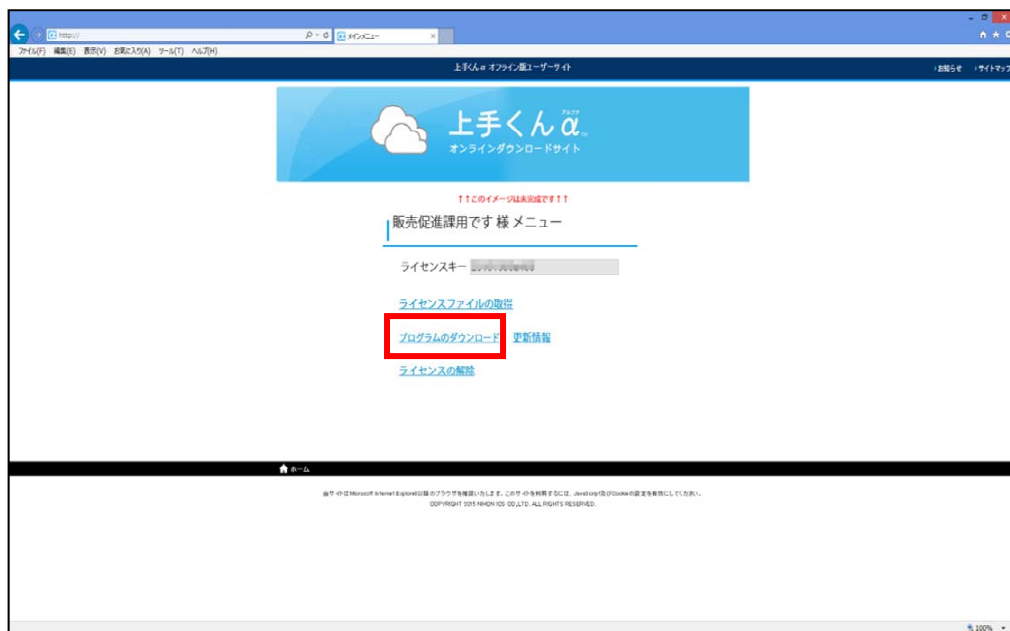 http://
メインメニュー
ファイル(F) 編集(E) 表示(V) お気に入り(A) ツール(T) ヘルプ(H)
上手くんα オフライン版ユーザーサイト
お知らせ サイトマップ
アルファ
上手くんα
オンラインダウンロードサイト
↑↑このイメージは未完成です↑↑
販売促進課用です 様 メニュー
ライセンスキー
ライセンスファイルの取得
プログラムのダウンロード 更新情報
ライセンスの解除
ホーム
COPYRIGHT 2015 NIHON ICS CO.,LTD. ALL RIGHTS RESERVED.
100%